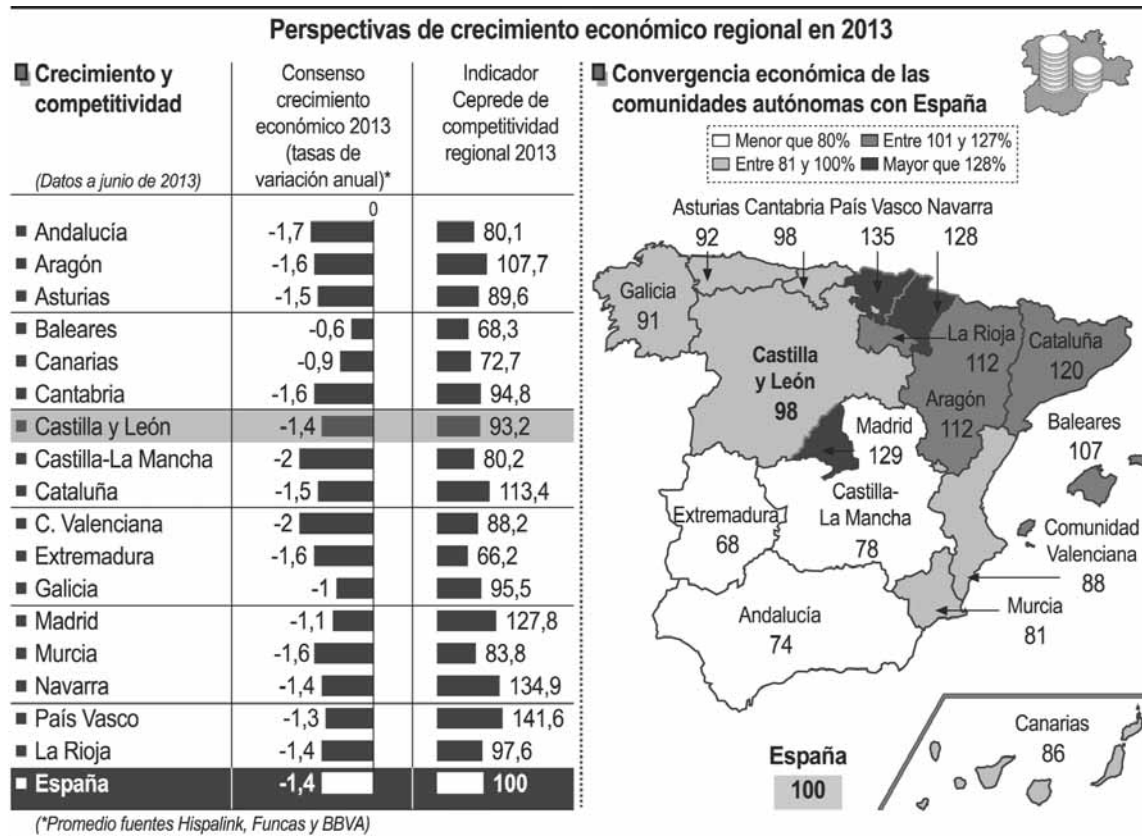 Perspectivas de crecimiento económico regional en 2013
Crecimiento y
competitividad
(Datos a junio de 2013)
Consenso
crecimiento
económico 2013
(tasas de
variación anual)*
Indicador
Ceprede de
competitividad
regional 2013
0
Andalucía -1,7 80,1
Aragón -1,6 107,7
Asturias -1,5 89,6
Baleares -0,6 68,3
Canarias -0,9 72,7
Cantabria -1,6 94,8
Castilla y León -1,4 93,2
Castilla-La Mancha -2 80,2
Cataluña -1,5 113,4
C. Valenciana -2 88,2
Extremadura -1,6 66,2
Galicia -1 95,5
Madrid -1,1 127,8
Murcia -1,6 83,8
Navarra -1,4 134,9
País Vasco -1,3 141,6
La Rioja -1,4 97,6
España -1,4 100
(*Promedio fuentes Hispalink, Funcas y BBVA)
Convergencia económica de las
comunidades autónomas con España
Menor que 80% Entre 101 y 127%
Entre 81 y 100% Mayor que 128%
Asturias Cantabria País Vasco Navarra
92 98 135 128
Galicia
91
La Rioja
112
Cataluña
120
Castilla
y León
98
Aragón
112
Madrid
129
Baleares
107
Castilla-
La Mancha
78
Extremadura
68
Comunidad
Valenciana
88
Andalucía
74
Murcia
81
Canarias
86
España
100